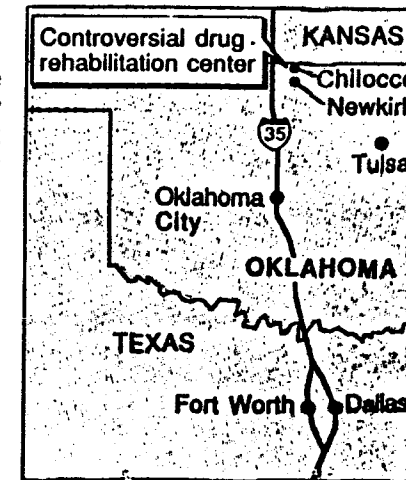 Controversial drug
rehabilitation center
KANSAS
Chilocco
Newkirk
35
Tulsa
Oklahoma
City
OKLAHOMA
TEXAS
Fort Worth
Dallas